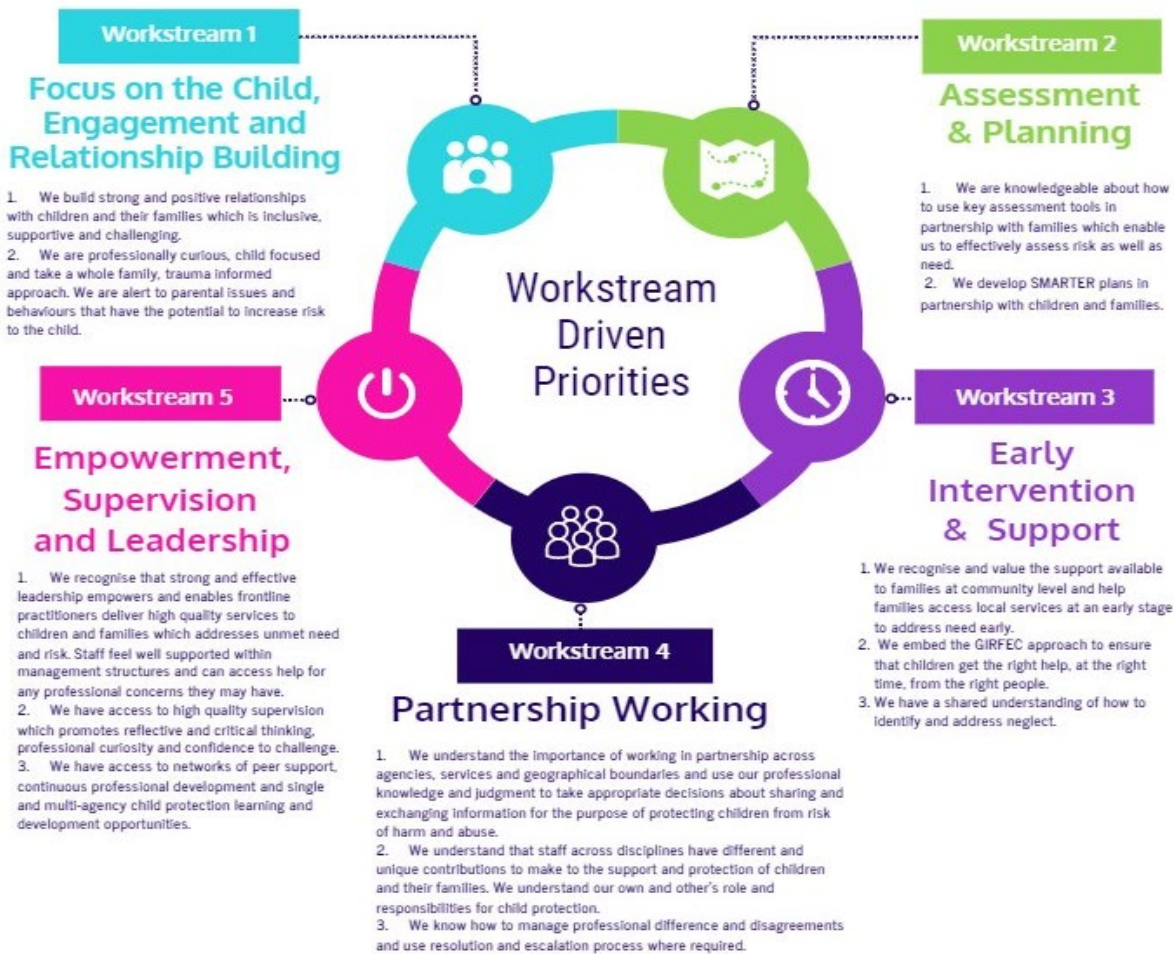 Workstream 1
Focus on the Child,
Engagement and
Relationship Building
1. We build strong and positive relationships
with children and their families which is inclusive,
supportive and challenging.
2. We are professionally curious, child focused
and take a whole family, trauma informed
approach. We are alert to parental issues and
behaviours that have the potential to increase risk
to the child.
Workstream 2
Assessment
& Planning
1. We are knowledgeable about how
to use key assessment tools in
partnership with families which enable
us to effectively assess risk as well as
need.
2. We develop SMARTER plans in
partnership with children and families.
Workstream
Driven
Priorities
Workstream 3
Early
Intervention
& Support
1. We recognise and value the support available
to families at community level and help
families access local services at an early stage
to address need early.
2. We embed the GIRFEC approach to ensure
that children get the right help, at the right
time, from the right people.
3. We have a shared understanding of how to
identify and address neglect.
Workstream 4
Partnership Working
1. We understand the importance of working in partnership across
agencies, services and geographical boundaries and use our professional
knowledge and judgment to take appropriate decisions about sharing and
exchanging information for the purpose of protecting children from risk
of harm and abuse.
2. We understand that staff across disciplines have different and
unique contributions to make to the support and protection of children
and their families. We understand our own and other's role and
responsibilities for child protection.
3. We know how to manage professional difference and disagreements
and use resolution and escalation process where required.
Workstream 5
Empowerment,
Supervision
and Leadership
1. We recognise that strong and effective
leadership empowers and enables frontline
practitioners deliver high quality services to
children and families which addresses unmet need
and risk. Staff feel well supported within
management structures and can access help for
any professional concerns they may have.
2. We have access to high quality supervision
which promotes reflective and critical thinking,
professional curiosity and confidence to challenge.
3. We have access to networks of peer support,
continuous professional development and single
and multi-agency child protection learning and
development opportunities.